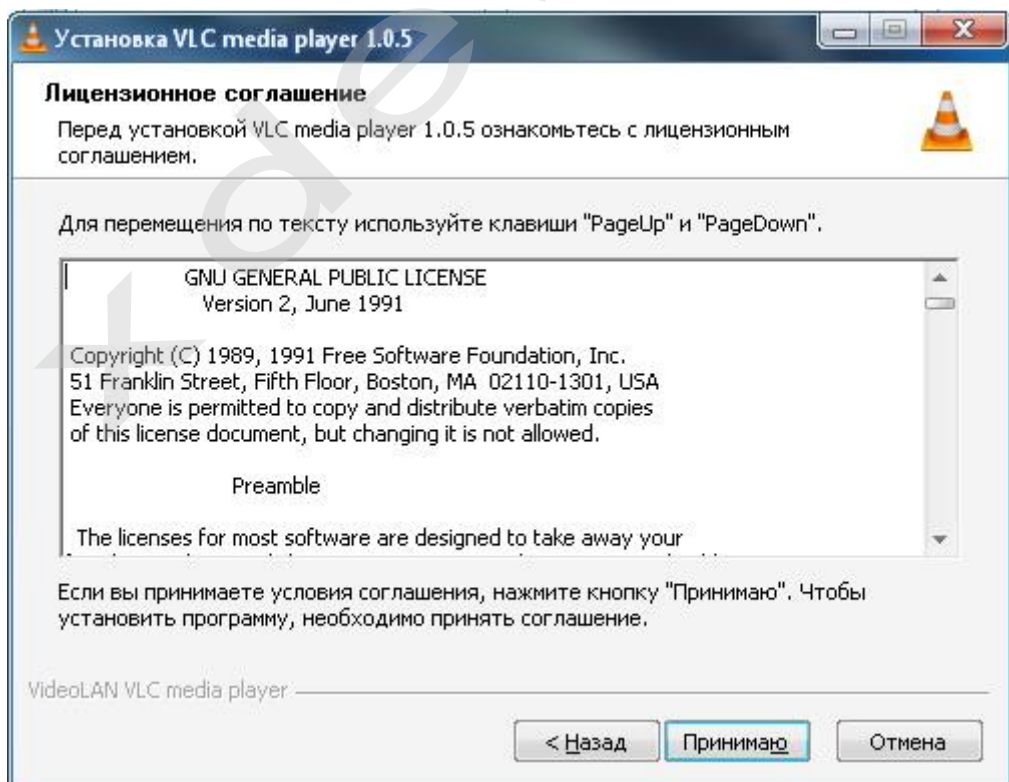 Установка VLC media player 1.0.5
Лицензионное соглашение
Перед установкой VLC media player 1.0.5 ознакомьтесь с лицензионным
соглашением.
Для перемещения по тексту используйте клавиши "PageUp" и "PageDown".
GNU GENERAL PUBLIC LICENSE
Version 2, June 1991
Copyright (C) 1989, 1991 Free Software Foundation, Inc.
51 Franklin Street, Fifth Floor, Boston, MA 02110-1301, USA
Everyone is permitted to copy and distribute verbatim copies
of this license document, but changing it is not allowed.
Preamble
The licenses for most software are designed to take away your
Если вы принимаете условия соглашения, нажмите кнопку "Принимаю". Чтобы
установить программу, необходимо принять соглашение.
VideoLAN VLC media player
< Назад Принимаю Отмена
x de